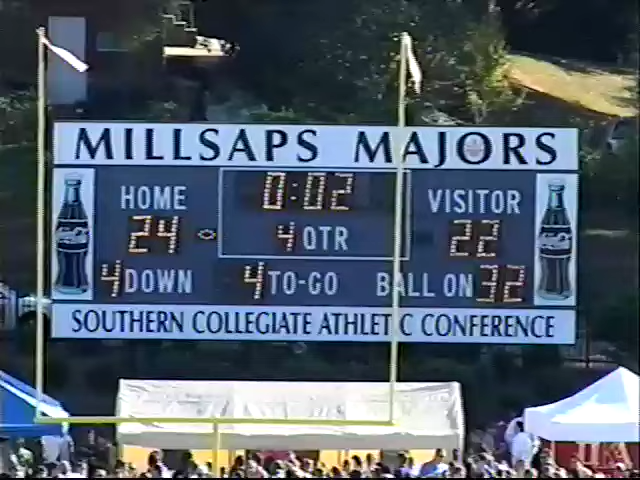 MILLSAPS MAJORS
HOME 0:02 VISITOR
24 4 QTR 22
4 DOWN 4 TO-GO BALL ON 32
SOUTHERN COLLEGIATE ATHLETIC CONFERENCE